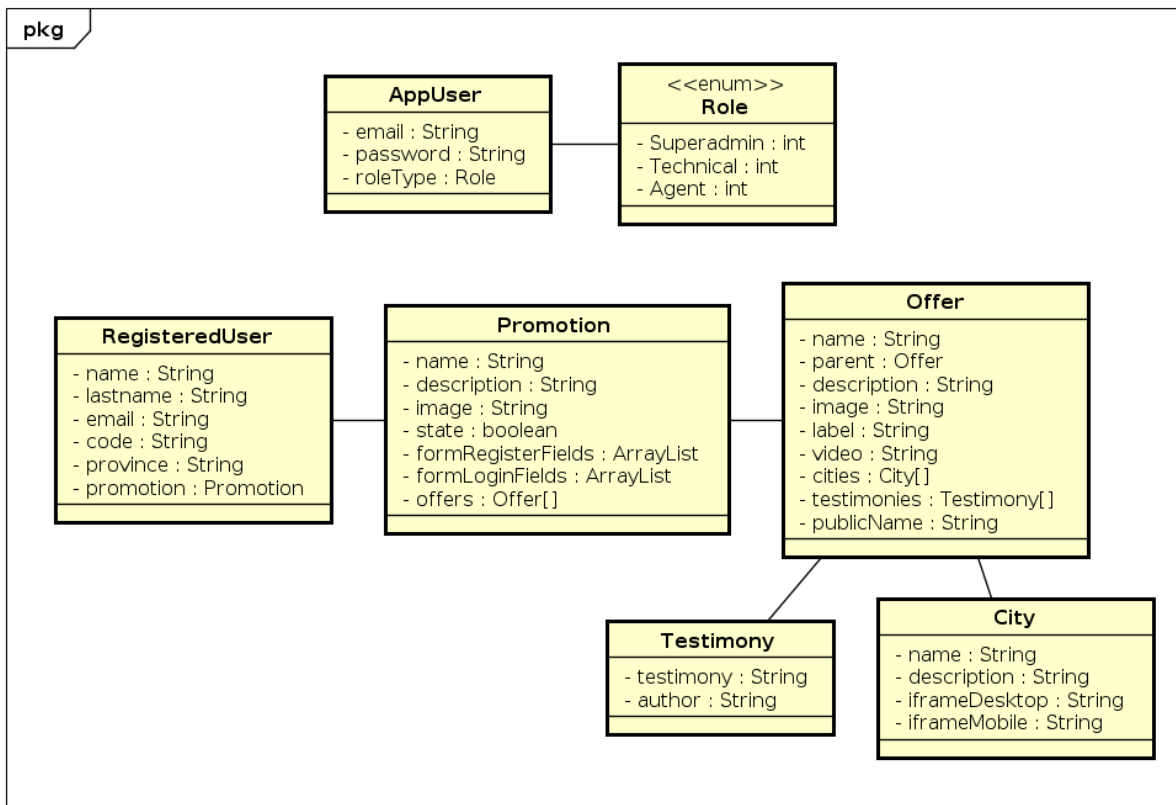 pkg
AppUser
- email : String
- password : String
- roleType : Role
<<enum>>
Role
- Superadmin : int
- Technical : int
- Agent : int
RegisteredUser
- name : String
- lastname : String
- email : String
- code : String
- province : String
- promotion : Promotion
Promotion
- name : String
- description : String
- image : String
- state : boolean
- formRegisterFields : ArrayList
- formLoginFields : ArrayList
- offers : Offer[]
Offer
- name : String
- parent : Offer
- description : String
- image : String
- label : String
- video : String
- cities : City[]
- testimonies : Testimony[]
- publicName : String
Testimony
- testimony : String
- author : String
City
- name : String
- description : String
- iframeDesktop : String
- iframeMobile : String